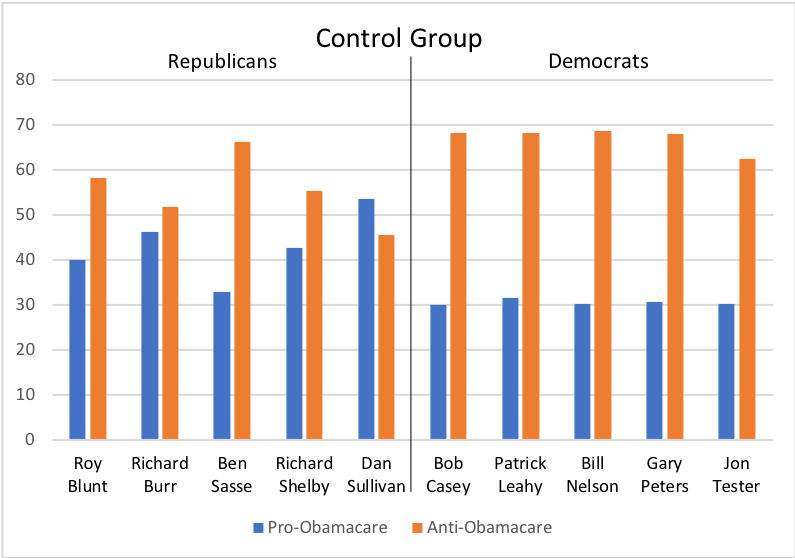 Control Group
Republicans
Democrats
80
70
60
50
40
30
20
10
0
Roy
Blunt
Richard
Burr
Ben
Sasse
Richard
Shelby
Dan
Sullivan
Bob
Casey
Patrick
Leahy
Bill
Nelson
Gary
Peters
Jon
Tester
Pro-Obamacare
Anti-Obamacare